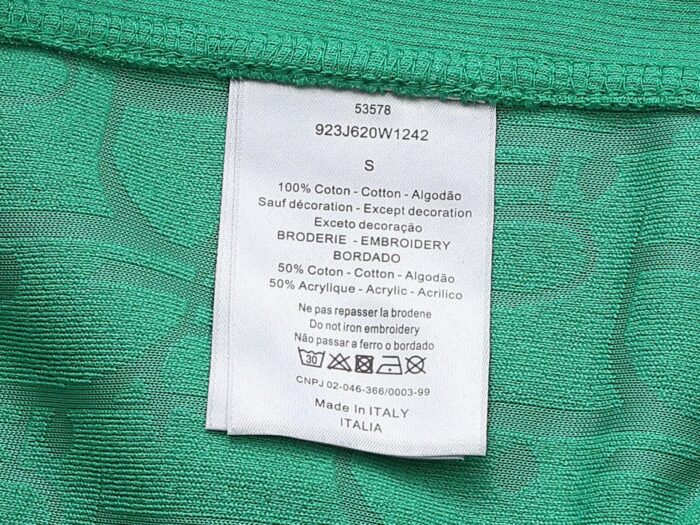 53578
923J620W1242
S
100% Coton - Cotton - Algodão
Sauf décoration - Except decoration
Exceto decoração
BRODERIE - EMBROIDERY
BORDADO
50% Coton - Cotton - Algodão
50% Acrylique - Acrylic - Acrilico
Ne pas repasser la brodene
Do not iron embroidery
Não passar a ferro o bordado
30
CNPJ 02-046-366/0003-99
Made In ITALY
ITALIA